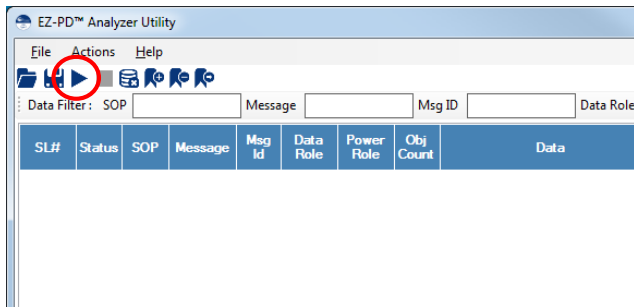 EZ-PD™ Analyzer Utility
File Actions Help
Data Filter: SOP Message Msg ID Data Role
SL# Status SOP Message Msg Id Data Role Power Role Obj Count Data